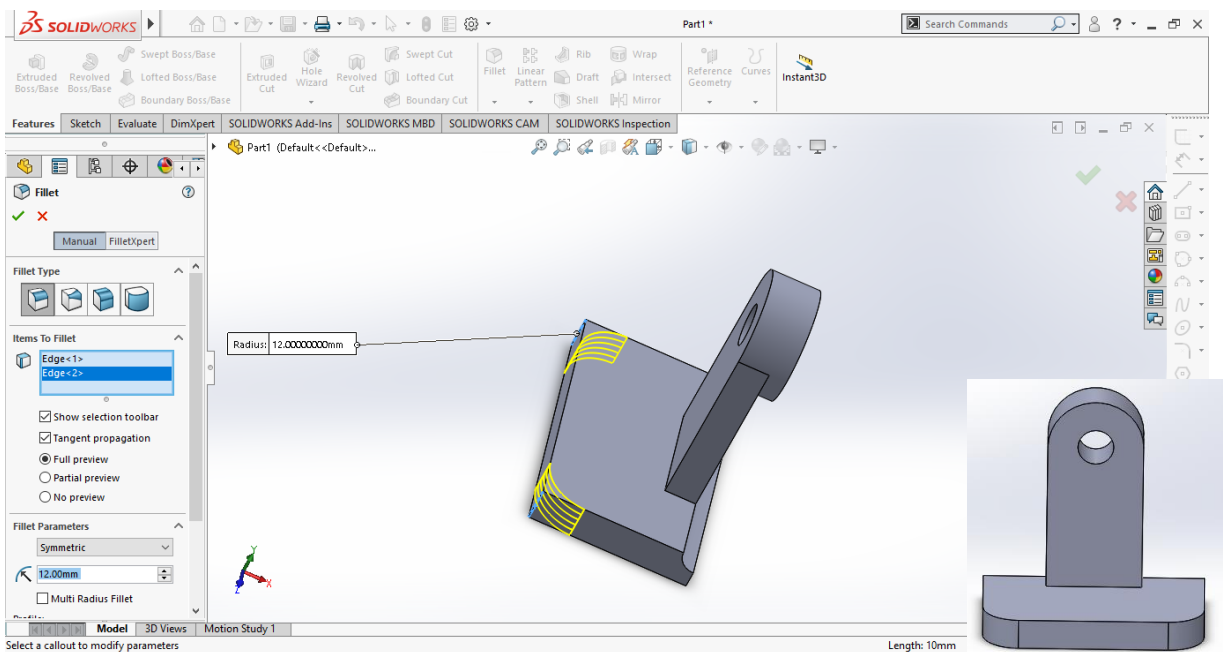 SOLIDWORKS
Part1 *
Search Commands
?
Extruded Boss/Base
Revolved Boss/Base
Swept Boss/Base
Lofted Boss/Base
Boundary Boss/Base
Extruded Cut
Hole Wizard
Revolved Cut
Swept Cut
Lofted Cut
Boundary Cut
Fillet
Linear Pattern
Rib
Draft
Shell
Wrap
Intersect
Mirror
Reference Geometry
Curves
Instant3D
Features Sketch Evaluate DimXpert SOLIDWORKS Add-Ins SOLIDWORKS MBD SOLIDWORKS CAM SOLIDWORKS Inspection
Part1 (Default<<Default>...
Fillet
Manual FilletXpert
Fillet Type
Items To Fillet
Edge<1>
Edge<2>
Show selection toolbar
Tangent propagation
Full preview
Partial preview
No preview
Fillet Parameters
Symmetric
12.00mm
Multi Radius Fillet
Radius: 12.00000000mm
Y
X
Z
Model 3D Views Motion Study 1
Select a callout to modify parameters
Length: 10mm